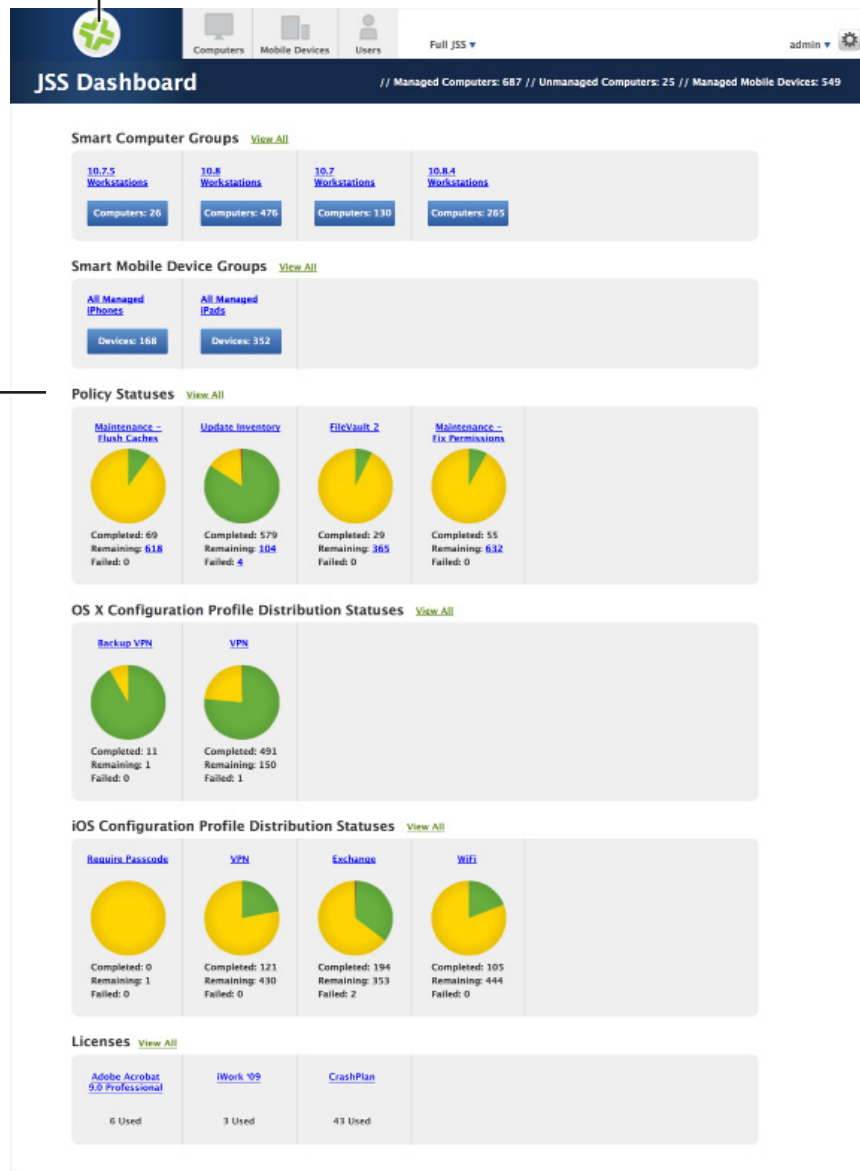 Computers Mobile Devices Users Full JSS ▼ admin ▼
JSS Dashboard // Managed Computers: 687 // Unmanaged Computers: 25 // Managed Mobile Devices: 549
Smart Computer Groups View All
10.7.5 10.8 10.7 10.8.4
Workstations Workstations Workstations Workstations
Computers: 26 Computers: 476 Computers: 130 Computers: 265
Smart Mobile Device Groups View All
All Managed All Managed
iPhones iPads
Devices: 168 Devices: 352
Policy Statuses View All
Maintenance – Update Inventory FileVault 2 Maintenance –
Flush Caches Fix Permissions
Completed: 69 Completed: 579 Completed: 29 Completed: 55
Remaining: 618 Remaining: 104 Remaining: 365 Remaining: 632
Failed: 0 Failed: 4 Failed: 0 Failed: 0
OS X Configuration Profile Distribution Statuses View All
Backup VPN VPN
Completed: 11 Completed: 491
Remaining: 1 Remaining: 150
Failed: 0 Failed: 1
iOS Configuration Profile Distribution Statuses View All
Require Passcode VPN Exchange WiFi
Completed: 0 Completed: 121 Completed: 194 Completed: 105
Remaining: 1 Remaining: 430 Remaining: 353 Remaining: 444
Failed: 0 Failed: 0 Failed: 2 Failed: 0
Licenses View All
Adobe Acrobat iWork '09 CrashPlan
9.0 Professional
6 Used 3 Used 43 Used